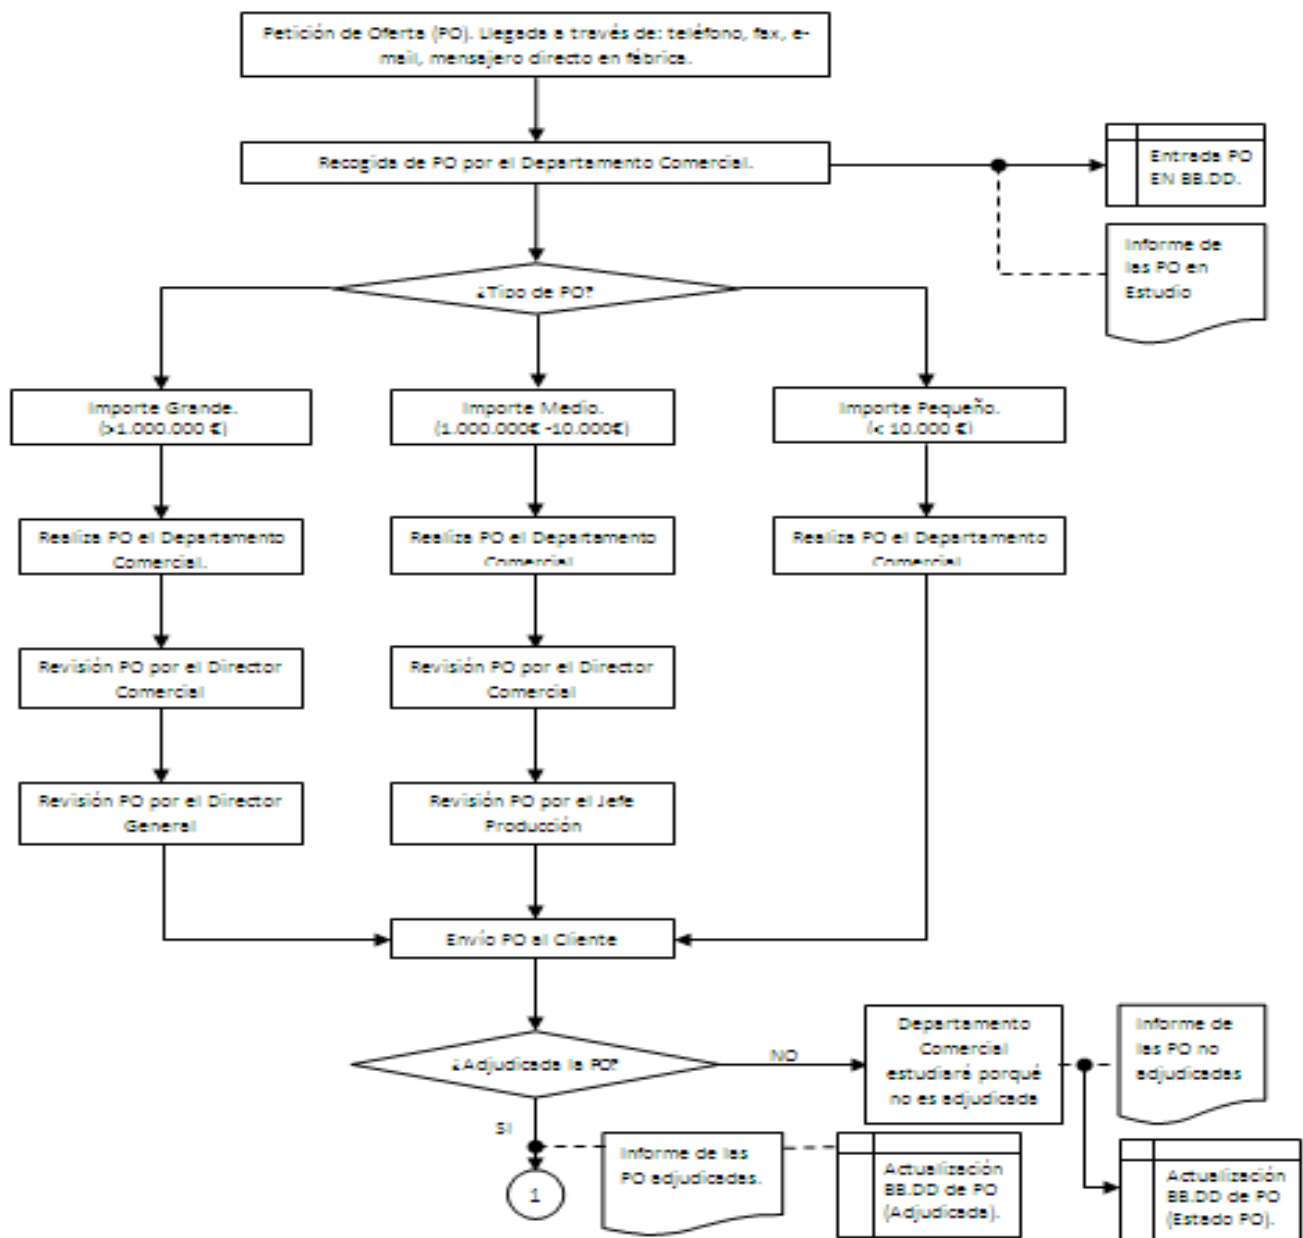 Petición de Oferta (PO). Llegada a través de: teléfono, fax, e-
mail, mensajero directo en fábrica.
Recogida de PO por el Departamento Comercial.
Entrada PO
EN BB.DD.
Informe de
las PO en
Estudio
¿Tipo de PO?
Importe Grande.
(>1.000.000 €)
Importe Medio.
(1.000.000€ -10.000€)
Importe Pequeño.
(< 10.000 €)
Realiza PO el Departamento
Comercial.
Realiza PO el Departamento
Comercial
Realiza PO el Departamento
Comercial
Revisión PO por el Director
Comercial
Revisión PO por el Director
Comercial
Revisión PO por el Director
General
Revisión PO por el Jefe
Producción
Envío PO al Cliente
¿Adjudicada la PO?
NO
Departamento
Comercial
estudiará porqué
no es adjudicada
Informe de
las PO no
adjudicadas
SI
1
Informe de las
PO adjudicadas.
Actualización
BB.DD de PO
(Adjudicada).
Actualización
BB.DD de PO
(Estado PO).